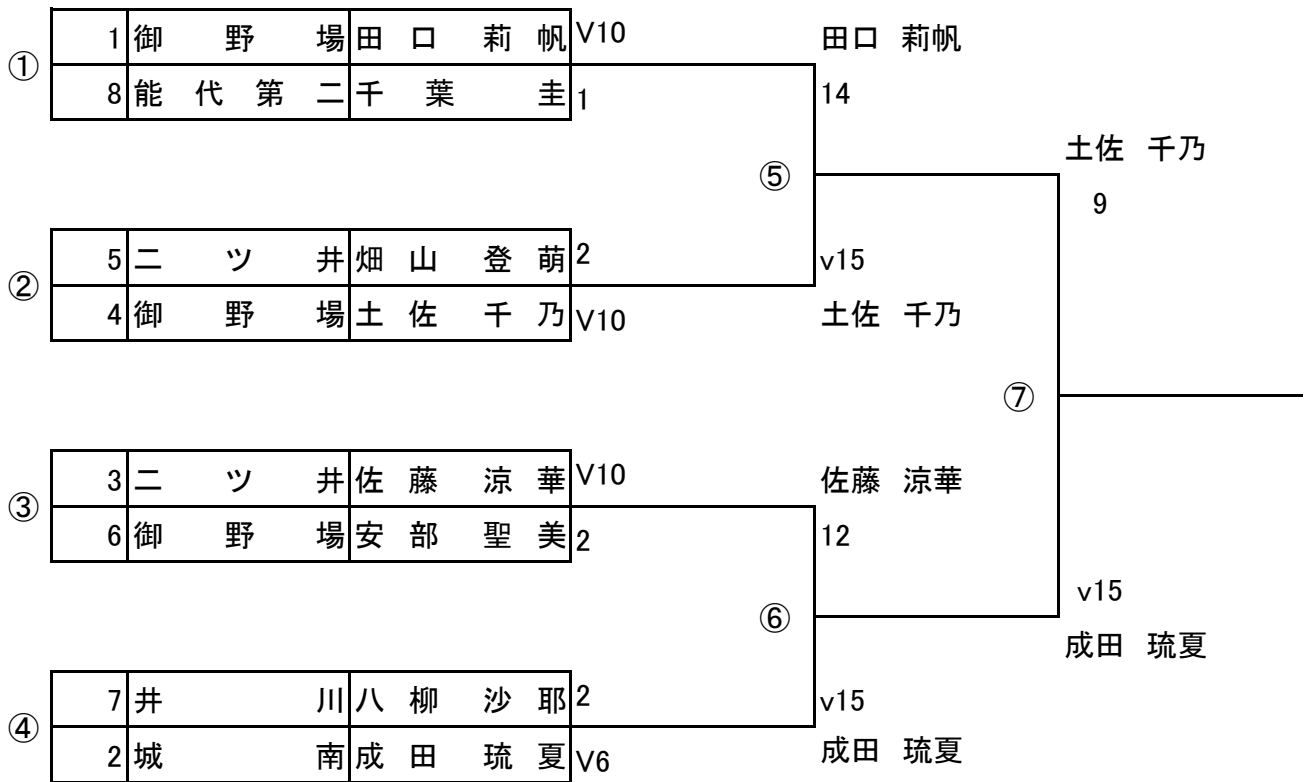 1 御野場 田口莉帆 V10 田口 莉帆
①
8 能代第二 千葉圭 1 14
土佐 千乃
⑤
9
5 二ツ井 畑山登萌 2 v15
②
4 御野場 土佐千乃 V10 土佐 千乃
⑦
3 二ツ井 佐藤涼華 V10 佐藤 涼華
③
6 御野場 安部聖美 2 12
v15
⑥
成田 琉夏
7 井川 八柳沙耶 2 v15
④
2 城南 成田琉夏 V6 成田 琉夏